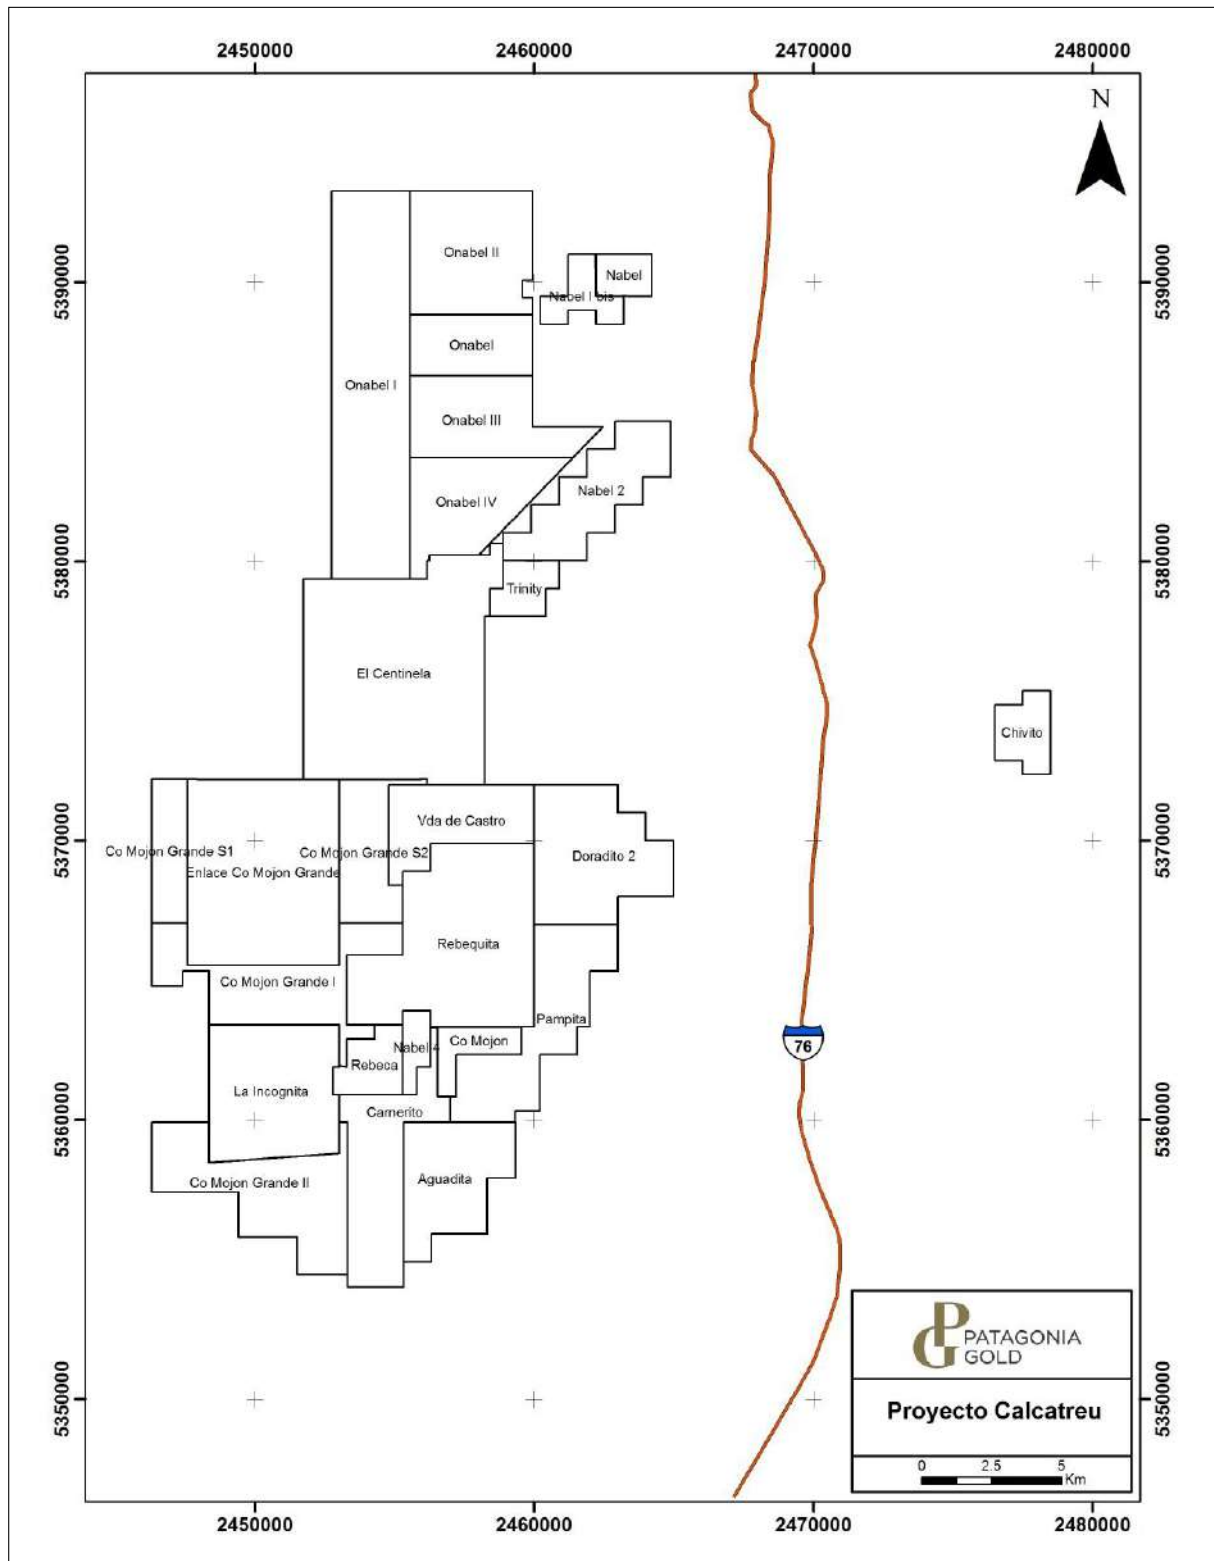 2450000 2460000 2470000 2480000
N
5390000 5390000
Onabel II
Nabel
Nabel I bis
Onabel
Onabel I
Onabel III
Nabel 2
Onabel IV
5380000 5380000
Trinity
El Centinela
Chivito
Vda de Castro
5370000 5370000
Co Mojon Grande S1
Co Mojon Grande S2
Doradito 2
Enlace Co Mojon Grande
Rebequita
Co Mojon Grande I
Pampita
Co Mojon
Nabel 4
76
Rebeca
La Incognita
Carnerito
5360000 5360000
Aguadita
Co Mojon Grande II
PATAGONIA
GOLD
5350000 5350000
Proyecto Calcatreu
0 2.5 5
Km
2450000 2460000 2470000 2480000